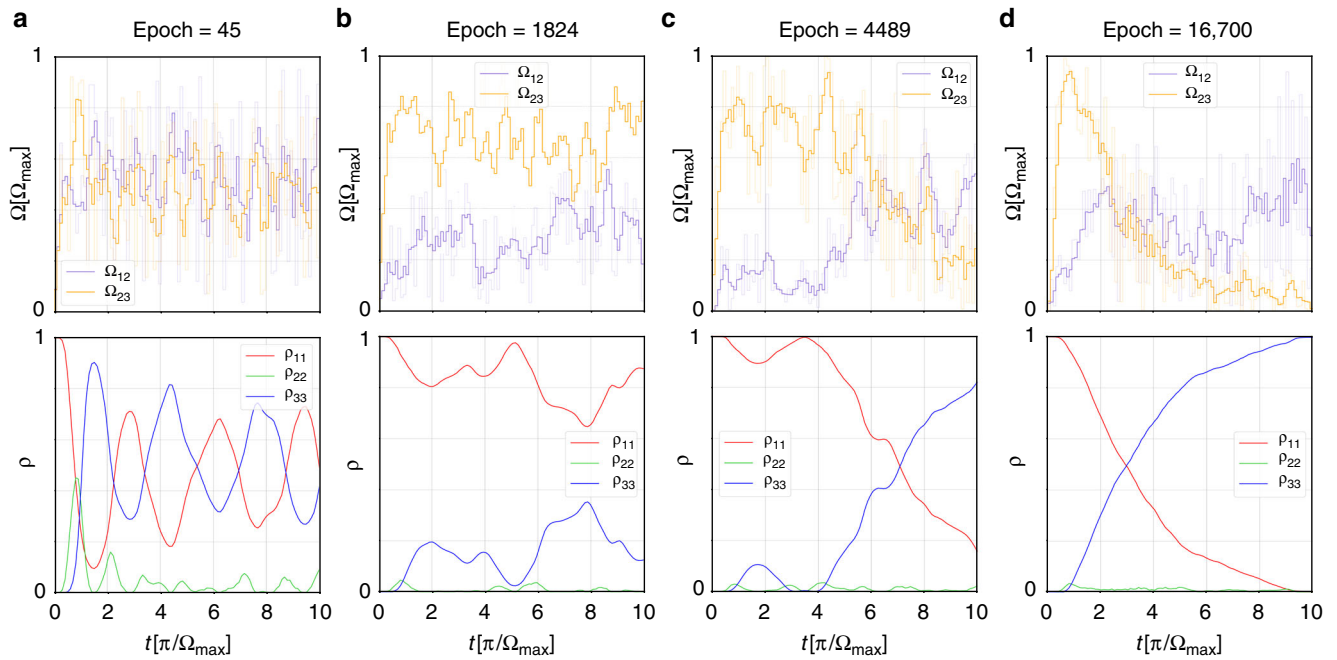 a
Epoch = 45
1
Ω[Ωmax]
Ω12
Ω23
0
1
ρ
ρ11
ρ22
ρ33
0
0 2 4 6 8 10
t[π/Ωmax]
b
Epoch = 1824
1
Ω[Ωmax]
Ω12
Ω23
0
1
ρ
ρ11
ρ22
ρ33
0
0 2 4 6 8 10
t[π/Ωmax]
c
Epoch = 4489
1
Ω[Ωmax]
Ω12
Ω23
0
1
ρ
ρ11
ρ22
ρ33
0
0 2 4 6 8 10
t[π/Ωmax]
d
Epoch = 16,700
1
Ω[Ωmax]
Ω12
Ω23
0
1
ρ
ρ11
ρ22
ρ33
0
0 2 4 6 8 10
t[π/Ωmax]